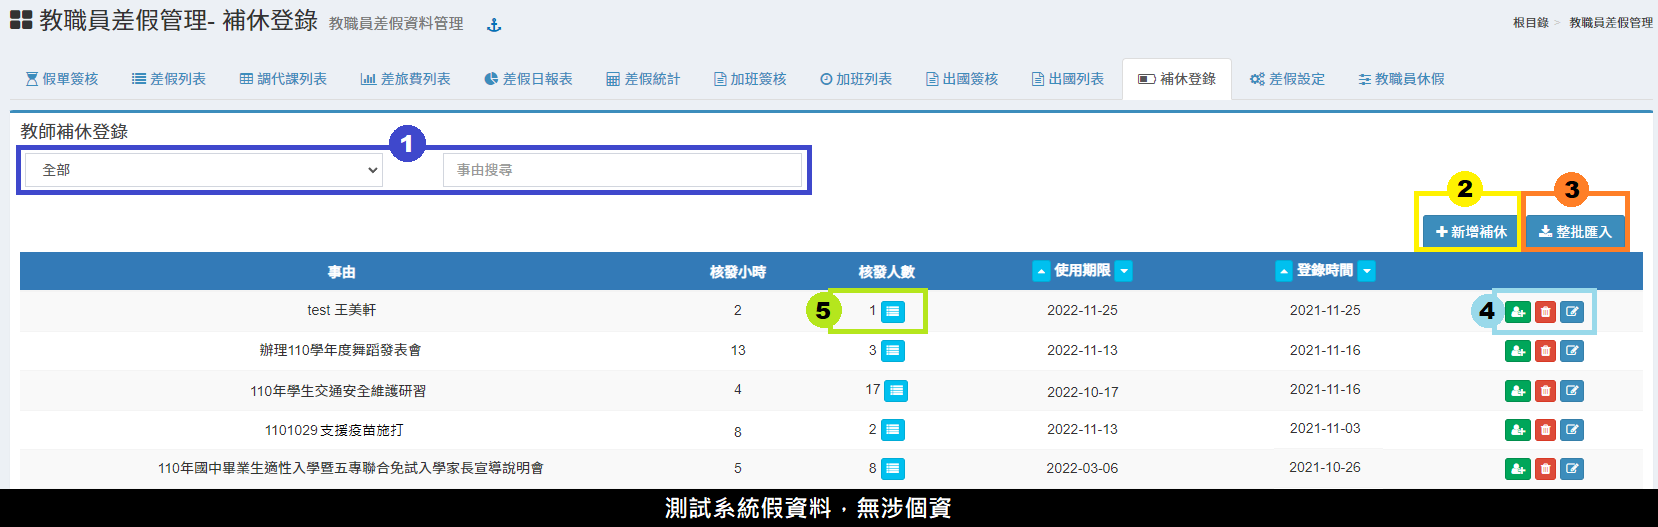 教職員差假管理- 補休登錄 教職員差假資料管理
根目錄 > 教職員差假管理
假單簽核 差假列表 調代課列表 差旅費列表 差假日報表 差假統計 加班簽核 加班列表 出國簽核 出國列表 補休登錄 差假設定 教職員休假
教師補休登錄
1
全部 事由搜尋
2 3
新增補休 整批匯入
事由 核發小時 核發人數 使用期限 登錄時間
test 王美軒 2 5 1 2022-11-25 2021-11-25 4
辦理110學年度舞蹈發表會 13 3 2022-11-13 2021-11-16
110年學生交通安全維護研習 4 17 2022-10-17 2021-11-16
1101029支援疫苗施打 8 2 2022-11-13 2021-11-03
110年國中畢業生適性入學暨五專聯合免試入學家長宣導說明會 5 8 2022-03-06 2021-10-26
測試系統假資料，無涉個資